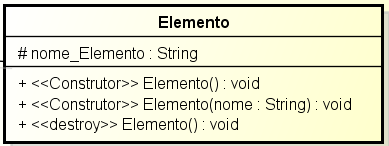 Elemento
# nome_Elemento : String
+ <<Construtor>> Elemento() : void
+ <<Construtor>> Elemento(nome : String) : void
+ <<destroy>> Elemento() : void